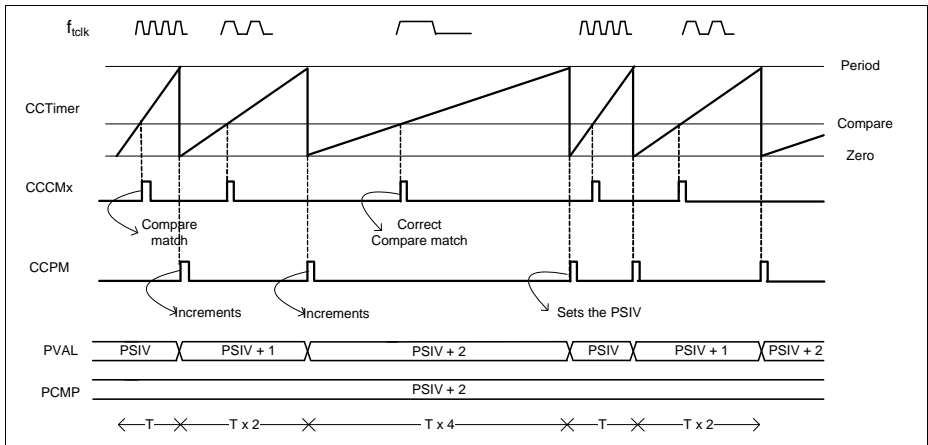 ftclk
Period
CCTimer
Compare
Zero
CCCMx
Compare
match
Correct
Compare match
CCPM
Increments
Increments
Sets the PSIV
PVAL PSIV PSIV + 1 PSIV + 2 PSIV PSIV + 1 PSIV + 2
PCMP PSIV + 2
T T x 2 T x 4 T T x 2